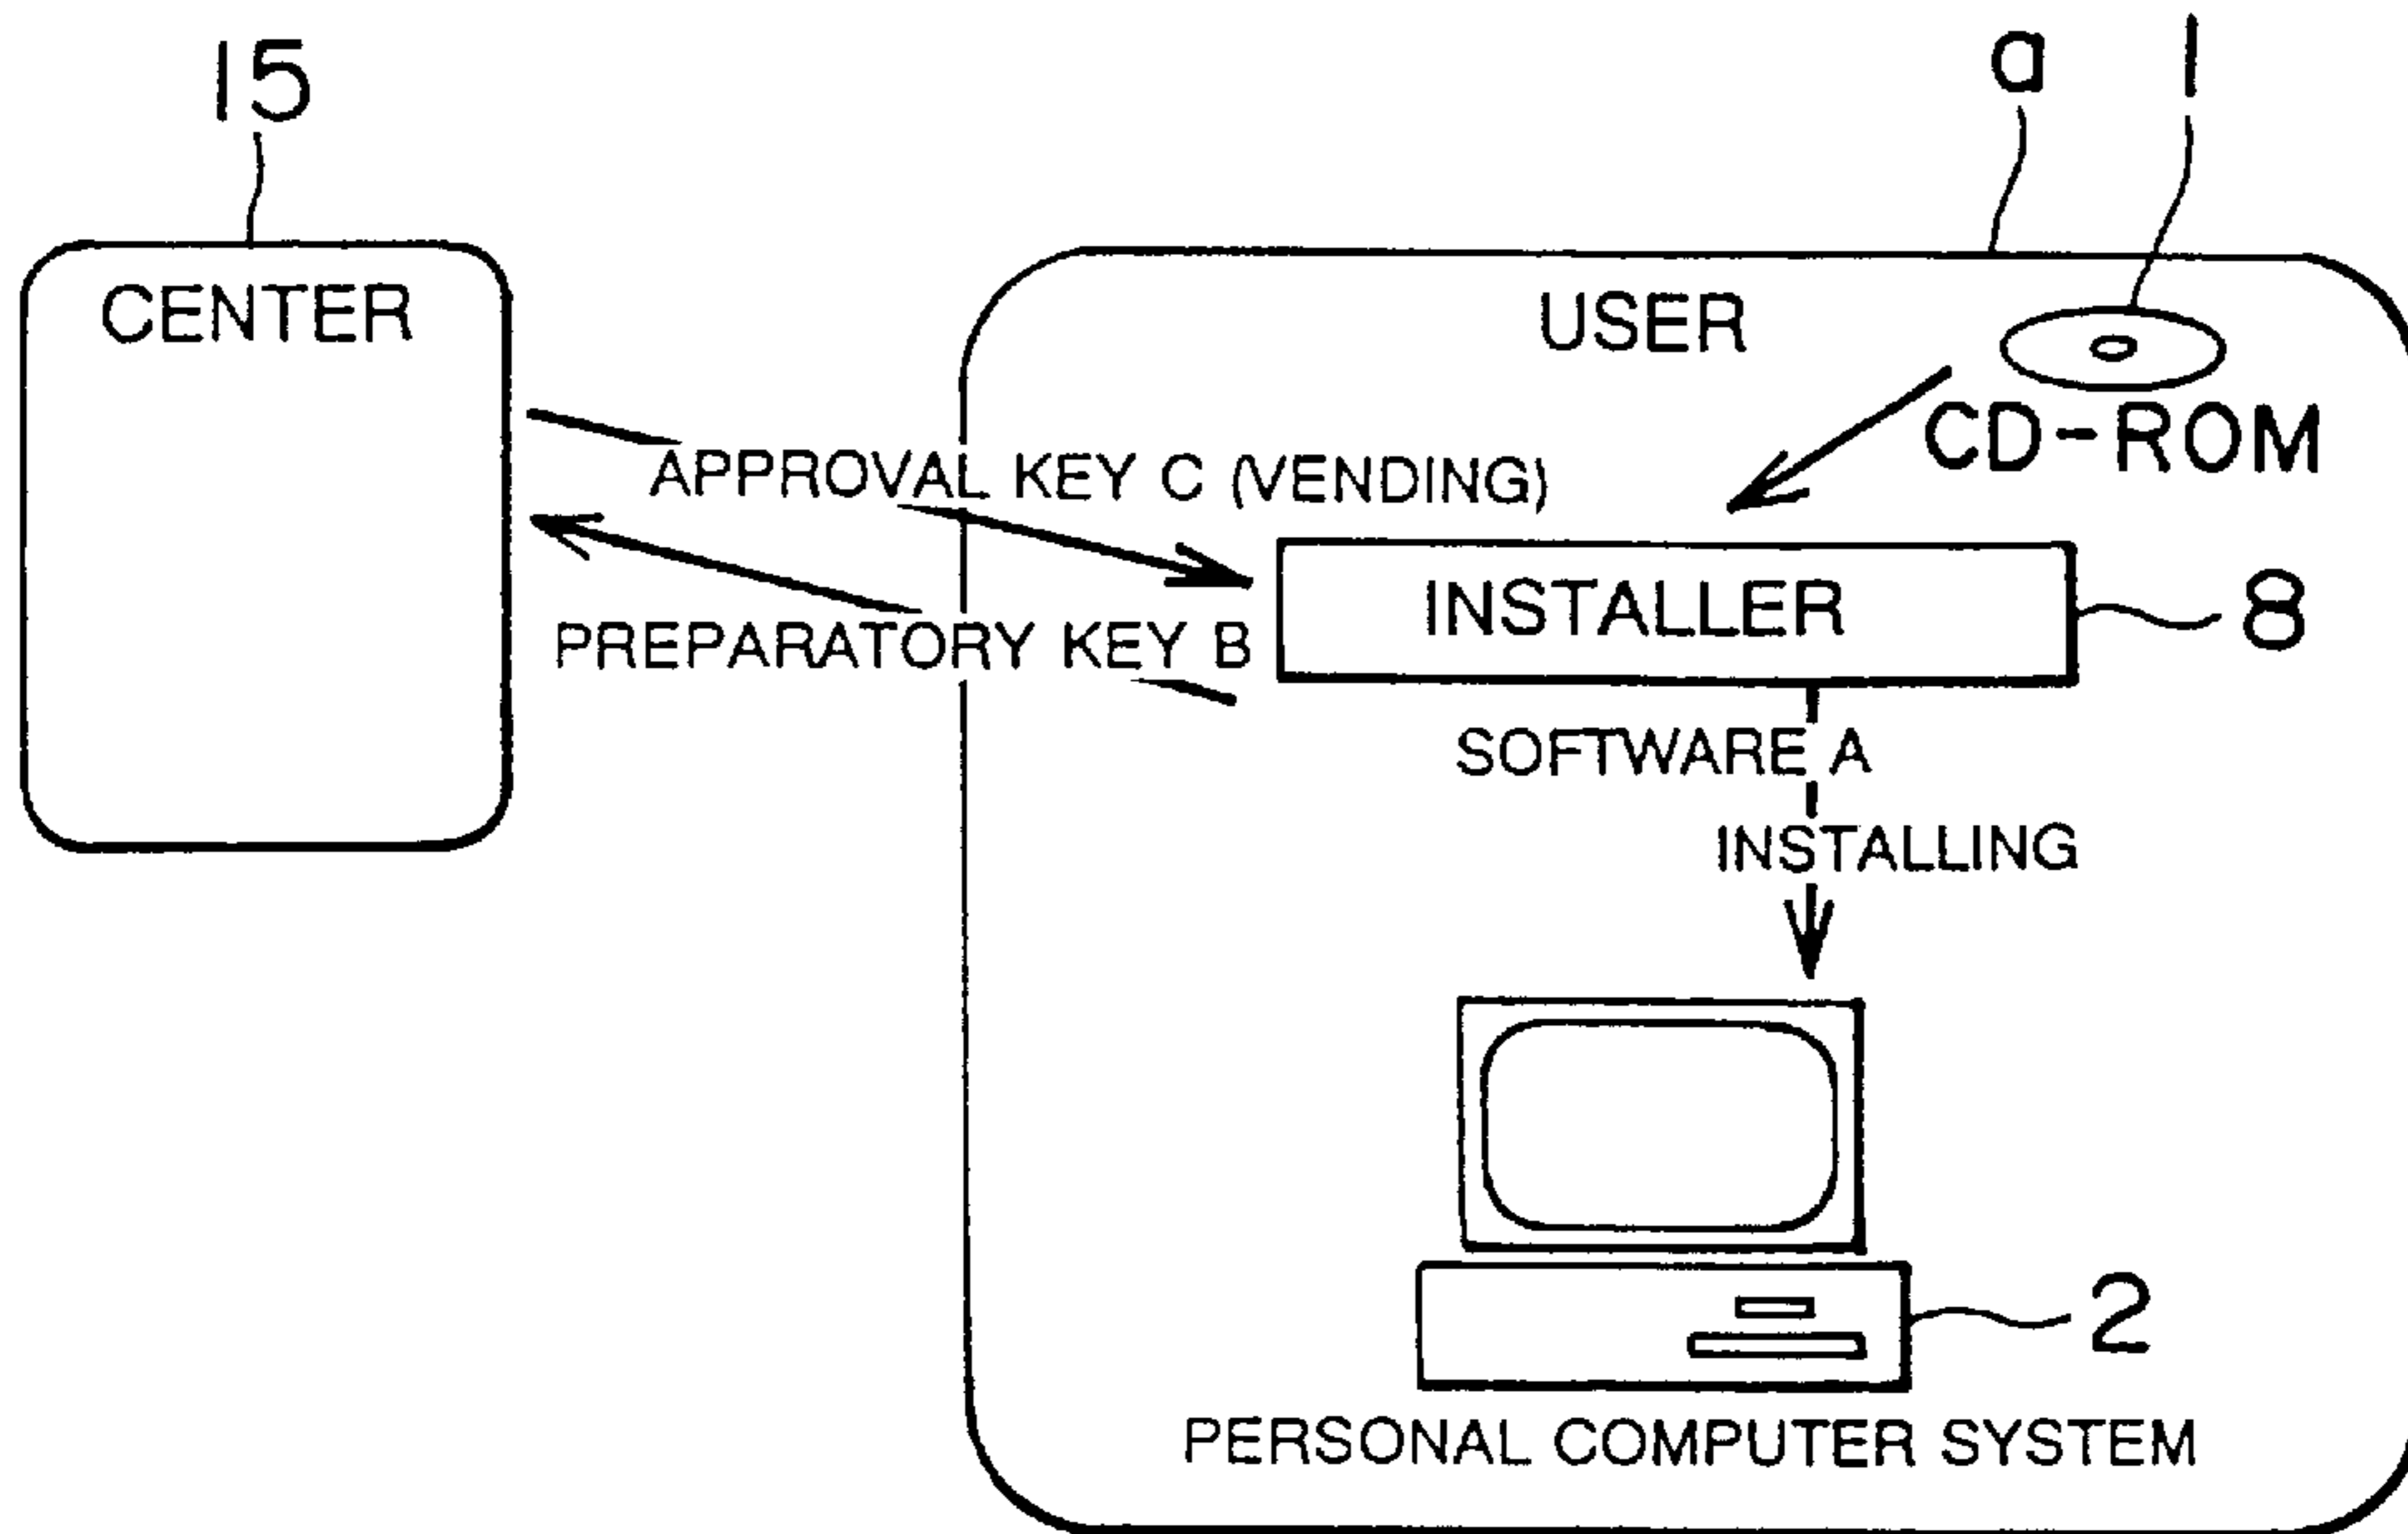 15
a
1
CENTER
USER
CD-ROM
APPROVAL KEY C (VENDING)
INSTALLER
8
PREPARATORY KEY B
SOFTWARE A
INSTALLING
2
PERSONAL COMPUTER SYSTEM